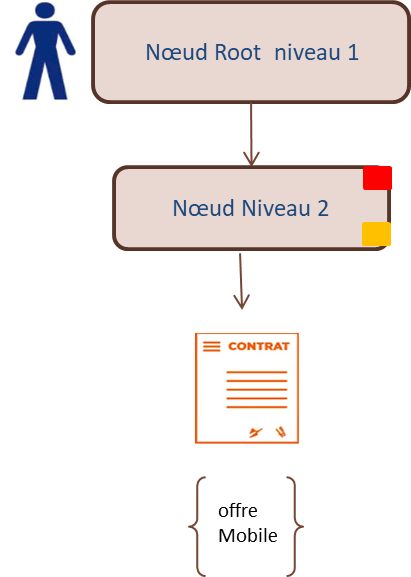 Nœud Root niveau 1
Nœud Niveau 2
CONTRAT
offre
Mobile